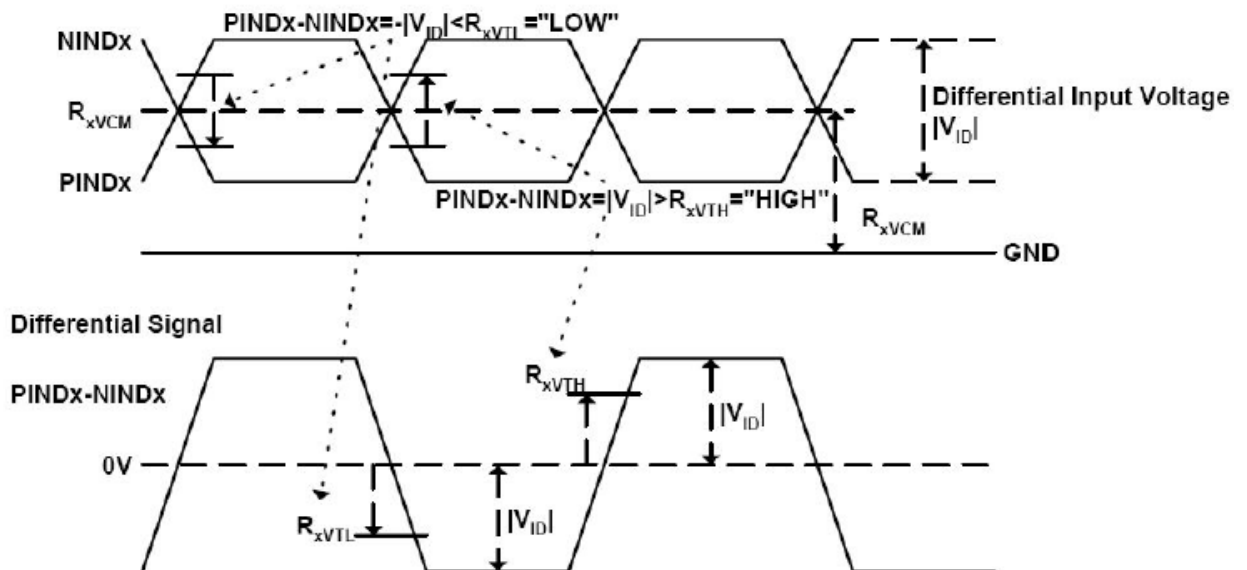 PINDx-NINDx=-|VID|<RxVTL="LOW"
NINDx
RxVCM
Differential Input Voltage
|VID|
PINDx
PINDx-NINDx=|VID|>RxVTH="HIGH"
RxVCM
GND
Differential Signal
RxVTH
PINDx-NINDx
|VID|
0V
RxVTL
|VID|